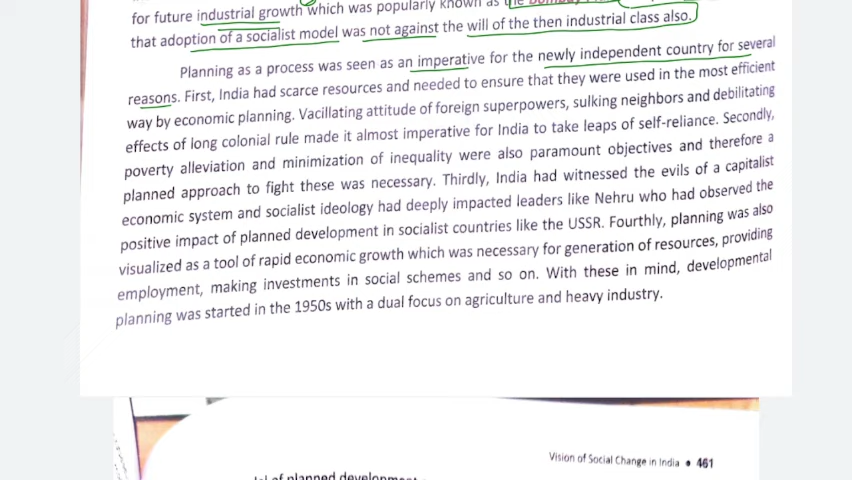 for future industrial growth which was popularly known as the Bombay
that adoption of a socialist model was not against the will of the then industrial class also.
Planning as a process was seen as an imperative for the newly independent country for several
reasons. First, India had scarce resources and needed to ensure that they were used in the most efficient
way by economic planning. Vacillating attitude of foreign superpowers, sulking neighbors and debilitating
effects of long colonial rule made it almost imperative for India to take leaps of self-reliance. Secondly,
poverty alleviation and minimization of inequality were also paramount objectives and therefore a
planned approach to fight these was necessary. Thirdly, India had witnessed the evils of a capitalist
economic system and socialist ideology had deeply impacted leaders like Nehru who had observed the
positive impact of planned development in socialist countries like the USSR. Fourthly, planning was also
visualized as a tool of rapid economic growth which was necessary for generation of resources, providing
employment, making investments in social schemes and so on. With these in mind, developmental
planning was started in the 1950s with a dual focus on agriculture and heavy industry.
Vision of Social Change in India • 461
of planned development